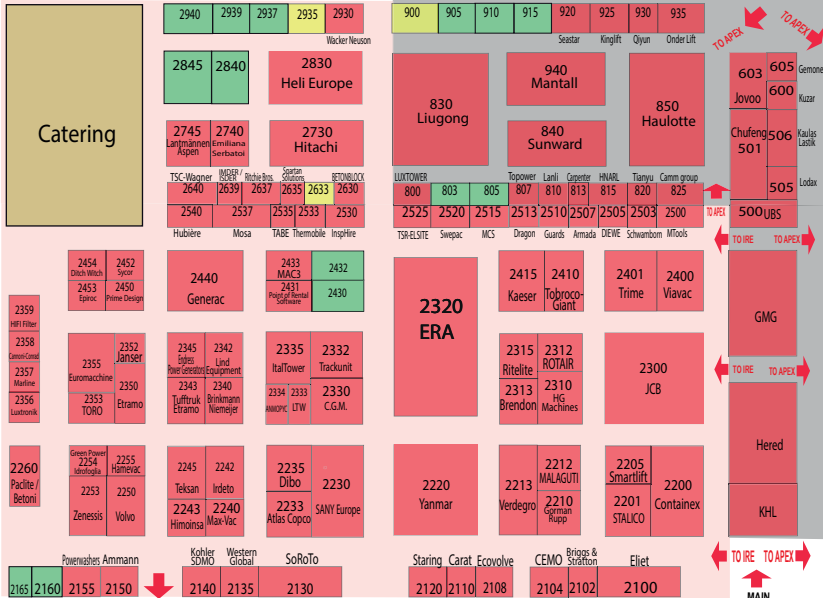 2940 2939 2937 2935 2930
Wacker Neuson
900 905 910 915 920 925 930 935
Seastar Kinglift Qiyun Onder Lift
TO APEX
TO APEX
Catering
2845 2840
2830
Heli Europe
830
Liugong
940
Mantall
850
Haulotte
603
Jovoo
605 Gemone
600 Kuzar
2745
Lantmännen
Aspen
2740
Emiliana
Serbatoi
2730
Hitachi
840
Sunward
Chufeng
501
506 Kaulas
Lastik
505 Lodax
TSC-Wagner IMDER / ISDER Ritchie Bros. Spartan Solutions BETONBLOCK
2640 2639 2637 2635 2633 2630
LUXTOWER Topower Lanli Carpenter HNARL Tianyu Camm group
800 803 805 807 810 813 815 820 825
TO APEX
500 UBS
2540 2537 2535 2533 2530
Hubière Mosa TABE Thermobile InspHire
2525 2520 2515 2513 2510 2507 2505 2503 2500
TSR-ELSITE Swepac MCS Dragon Guards Armada DIEWE Schwamborn MTools
TO IRE TO APEX
2454
Ditch Witch
2452
Sycor
2453
Epiroc
2450
Prime Design
2440
Generac
2433
MAC3
2432
2431
Point of Rental
Software
2430
2320
ERA
2415
Kaeser
2410
Tobroco-
Giant
2401
Trime
2400
Viavac
GMG
2359
HIFI Filter
2358
2357
Marline
2356
Luxtronik
2355
Euromacchine
2352
Janser
2353
TORO
2350
Etramo
2345
Endress
Power Generators
2342
Lind
Equipment
2343
Tufftruk
Etramo
2340
Brinkmann
Niemeijer
2335
ItalTower
2332
Trackunit
2334
ANMOPYC
2333
LTW
2330
C.G.M.
2315
Ritelite
2312
ROTAIR
2313
Brendon
2310
HG
Machines
2300
JCB
TO IRE TO APEX
Hered
2260
Paclite /
Betoni
Green Power
2254
Idrofoglia
2255
Hamevac
2253
Zenessis
2250
Volvo
2245
Teksan
2242
Irdeto
2243
Himoinsa
2240
Max-Vac
2235
Dibo
2233
Atlas Copco
2230
SANY Europe
2220
Yanmar
2213
Verdegro
2212
MALAGUTI
2210
Gorman
Rupp
2205
Smartlift
2201
STALICO
2200
Containex
KHL
TO IRE TO APEX
MAIN
Powerwashers Ammann
2165 2160 2155 2150
Kohler
SDMO
Western
Global
SoRoTo
2140 2135 2130
Staring Carat Ecovolve
2120 2110 2108
CEMO
Briggs &
Stratton
Eliet
2104 2102 2100